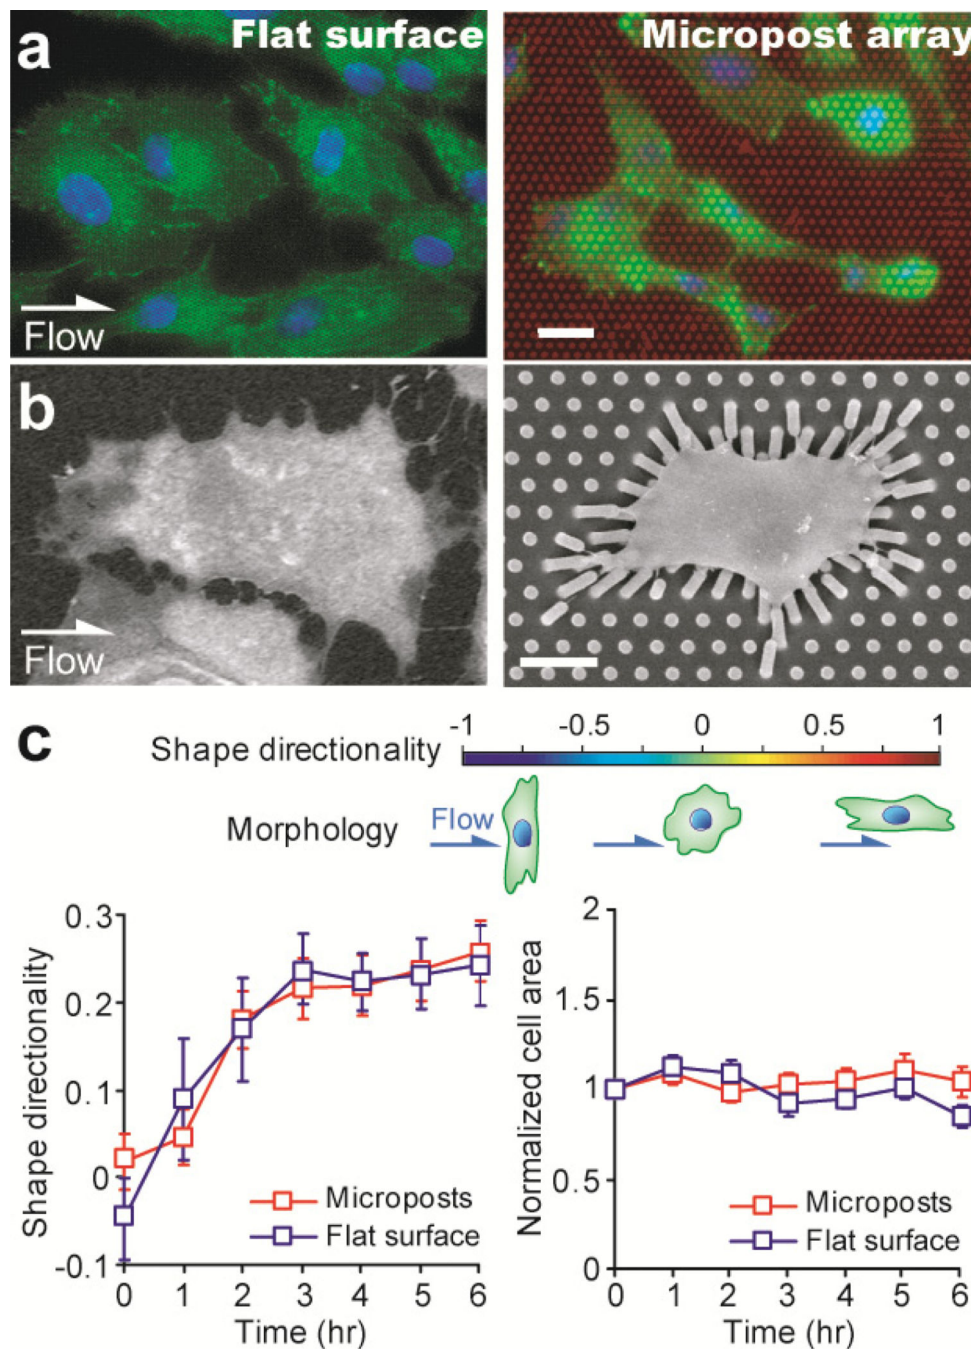 a
Flat surface
Micropost array
Flow
b
Flow
c
Shape directionality
-1
-0.5
0
0.5
1
Morphology
Flow
Shape directionality
0.3
0.2
0.1
0
-0.1
Microposts
Flat surface
0
1
2
3
4
5
6
Time (hr)
Normalized cell area
2
1.5
1
0.5
0
Microposts
Flat surface
0
1
2
3
4
5
6
Time (hr)